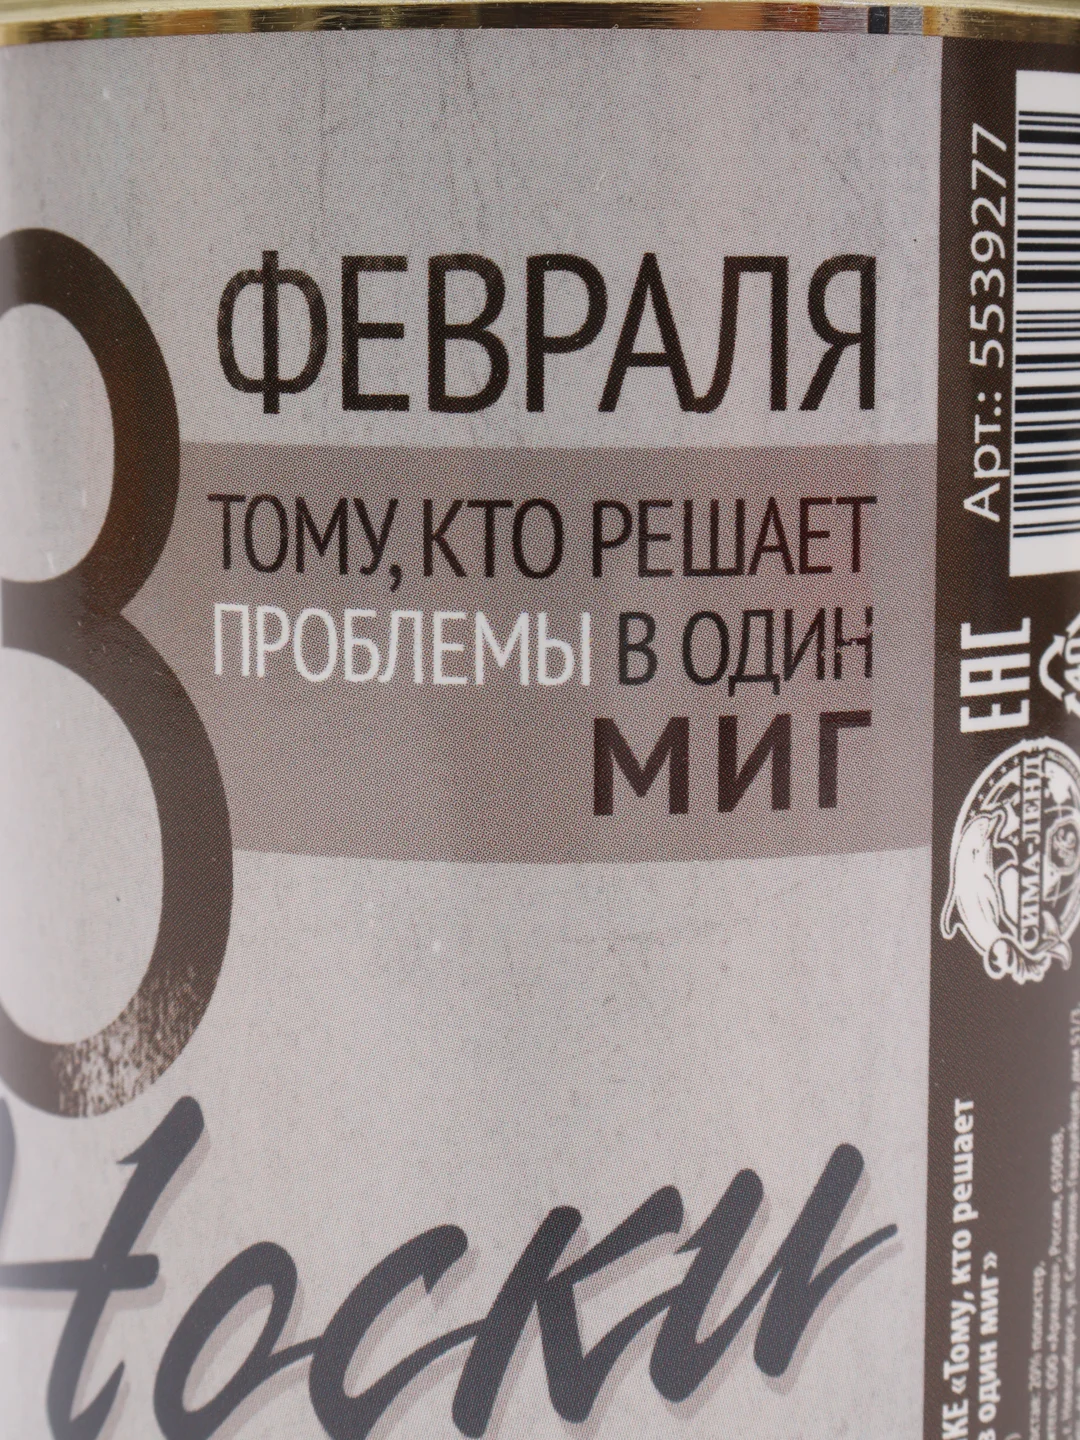 3
ФЕВРАЛЯ
ТОМУ, КТО РЕШАЕТ
ПРОБЛЕМЫ В ОДИН
МИГ
Носки
Арт.: 5539277
ЕАС
СИМА-ЛЕНД
КЕ «Тому, кто решает
в один миг»